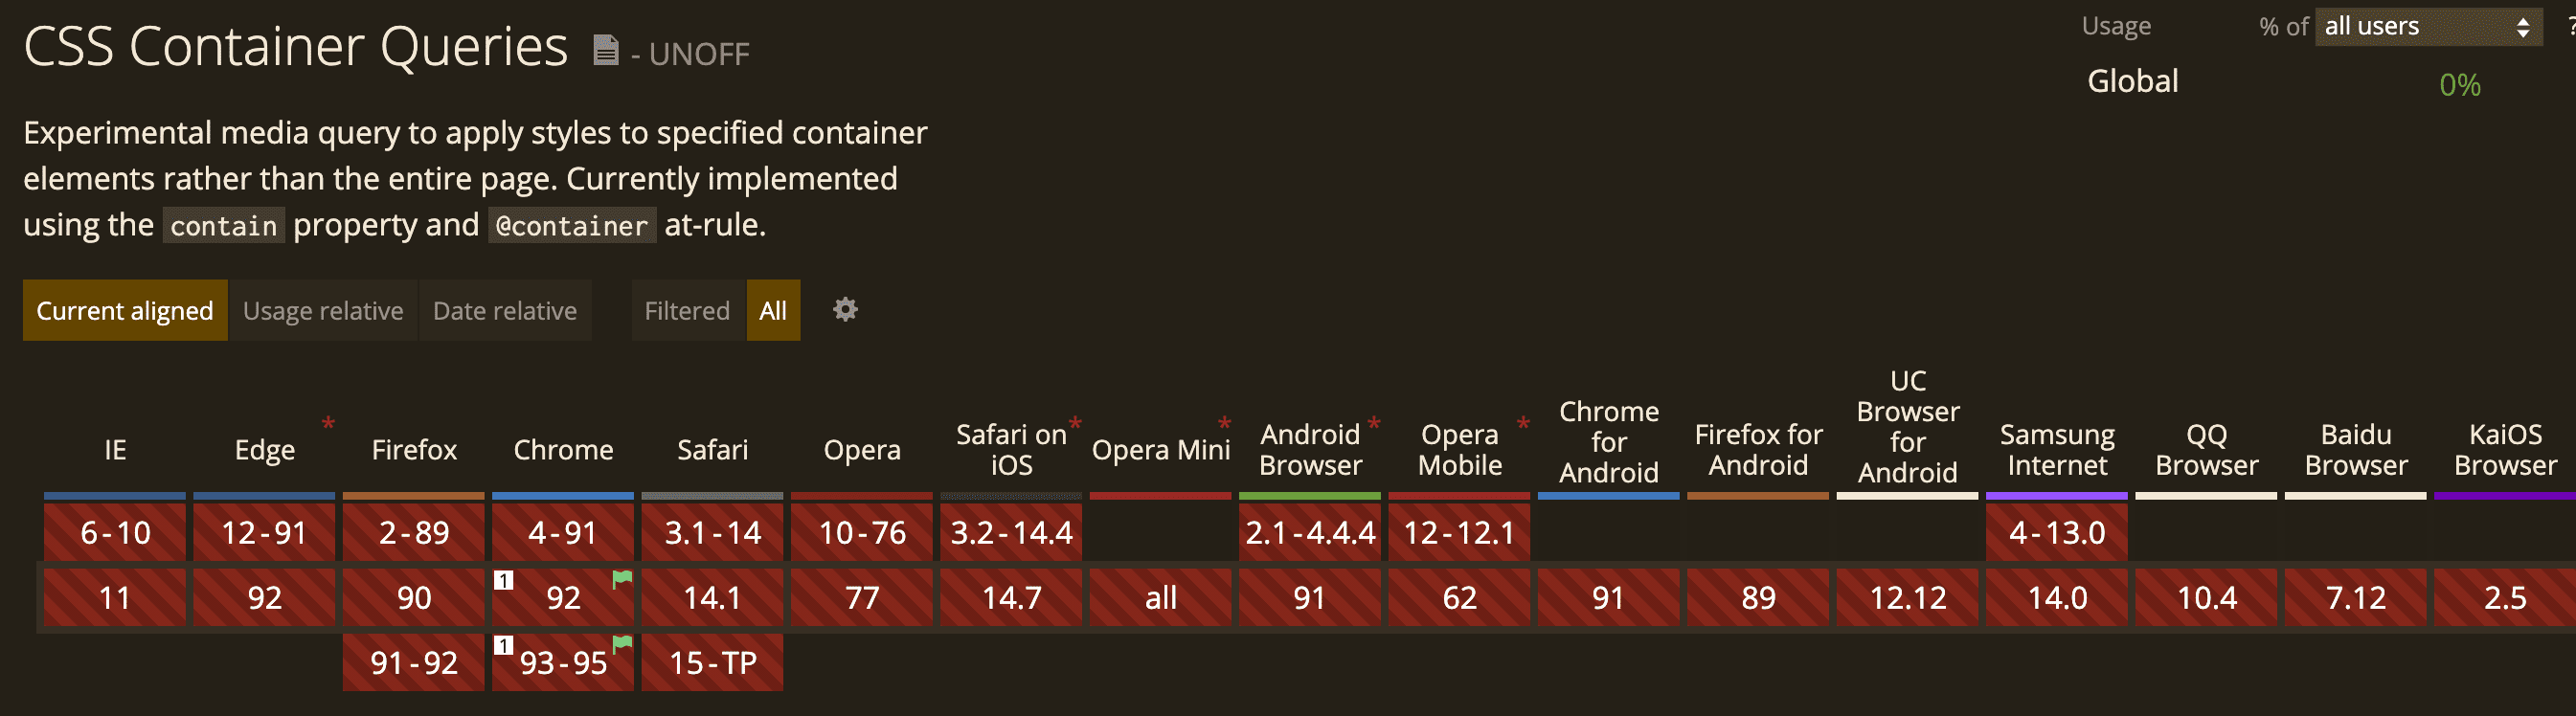 CSS Container Queries - UNOFF
Usage % of all users ?
Global 0%
Experimental media query to apply styles to specified container
elements rather than the entire page. Currently implemented
using the contain property and @container at-rule.
Current aligned Usage relative Date relative Filtered All
IE
Edge *
Firefox
Chrome
Safari
Opera
Safari on *
iOS
Opera Mini *
Android *
Browser
Opera *
Mobile
Chrome
for
Android
Firefox for
Android
UC
Browser
for
Android
Samsung
Internet
QQ
Browser
Baidu
Browser
KaiOS
Browser
6-10 12-91 2-89 4-91 3.1-14 10-76 3.2-14.4 2.1-4.4.4 12-12.1 4-13.0
11 92 90 1 92 14.1 77 14.7 all 91 62 91 89 12.12 14.0 10.4 7.12 2.5
91-92 1 93-95 15-TP